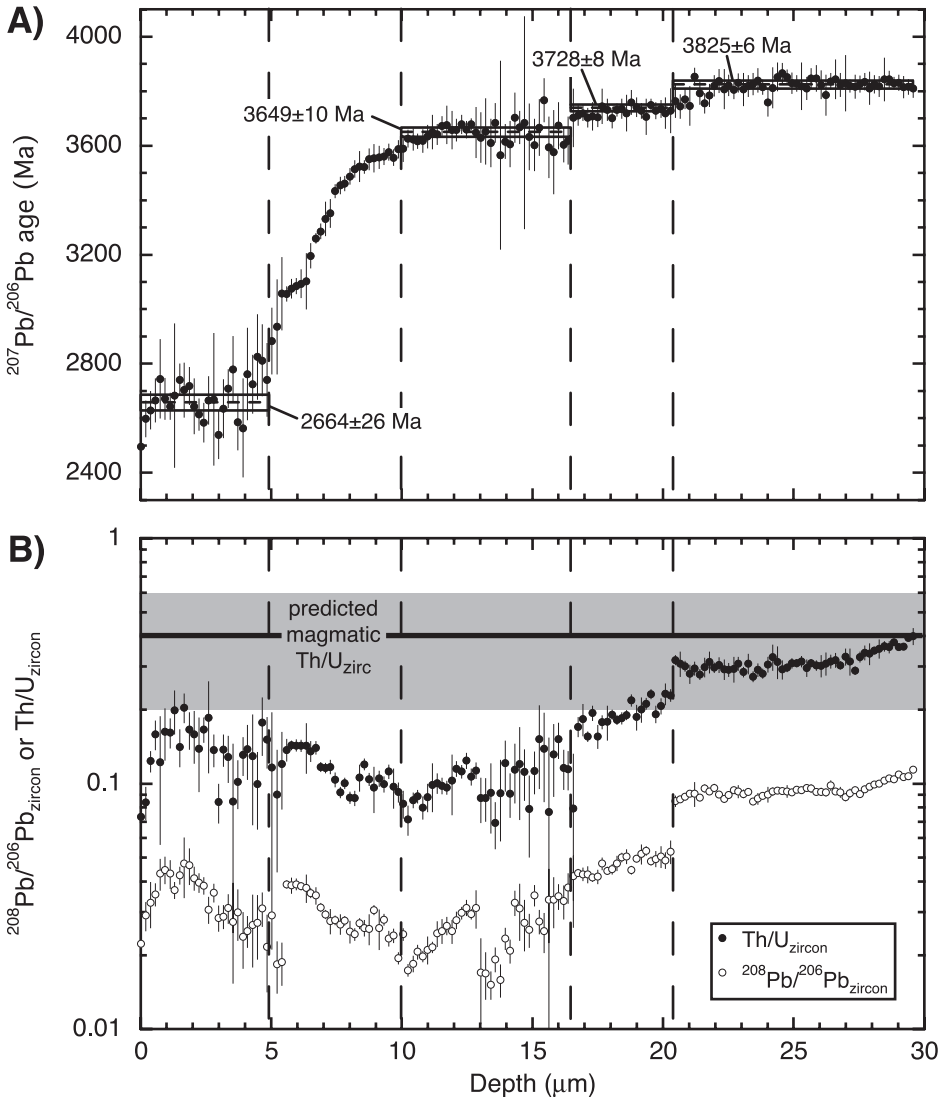 A)
4000
3600
3200
2800
2400
²⁰⁷Pb/²⁰⁶Pb age (Ma)
3649±10 Ma
3728±8 Ma
3825±6 Ma
2664±26 Ma
B)
1
0.1
0.01
²⁰⁸Pb/²⁰⁶Pb_zircon or Th/U_zircon
predicted
magmatic
Th/U_zirc
Th/U_zircon
²⁰⁸Pb/²⁰⁶Pb_zircon
0 5 10 15 20 25 30
Depth (μm)